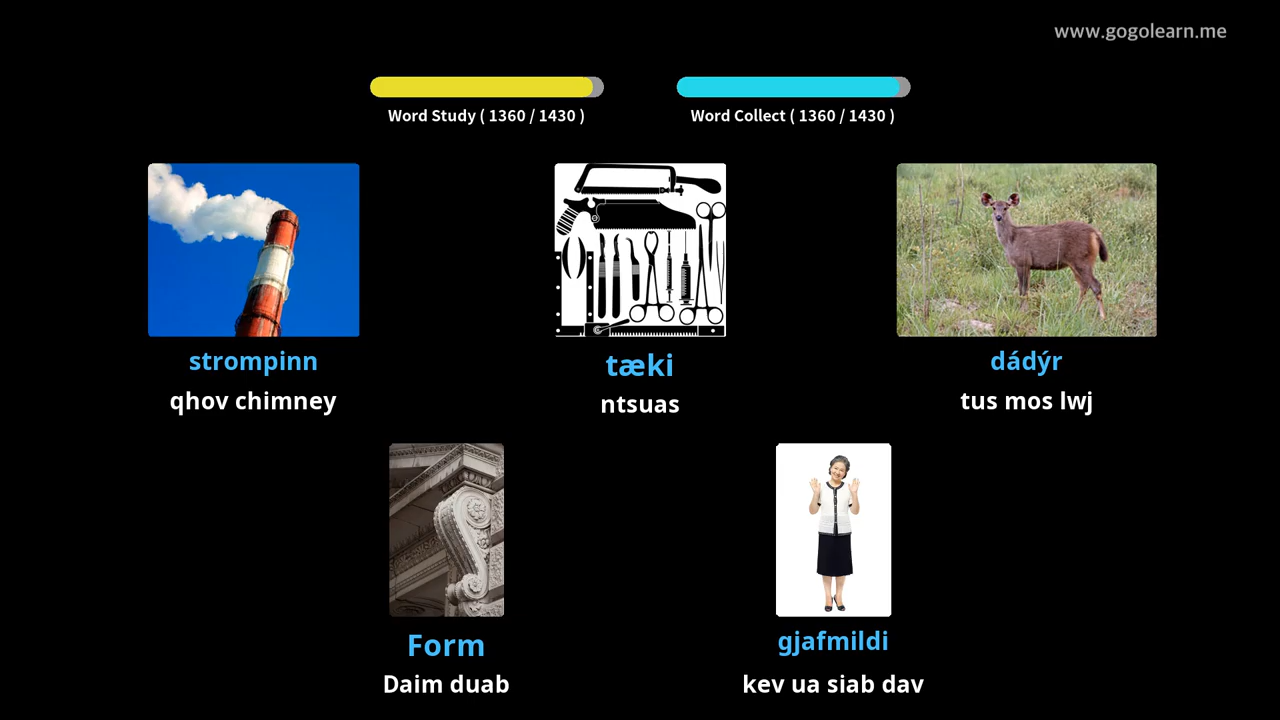 www.gogolearn.me
Word Study ( 1360 / 1430 )
Word Collect ( 1360 / 1430 )
strompinn
qhov chimney
tæki
ntsuas
dádýr
tus mos lwj
Form
Daim duab
gjafmildi
kev ua siab dav